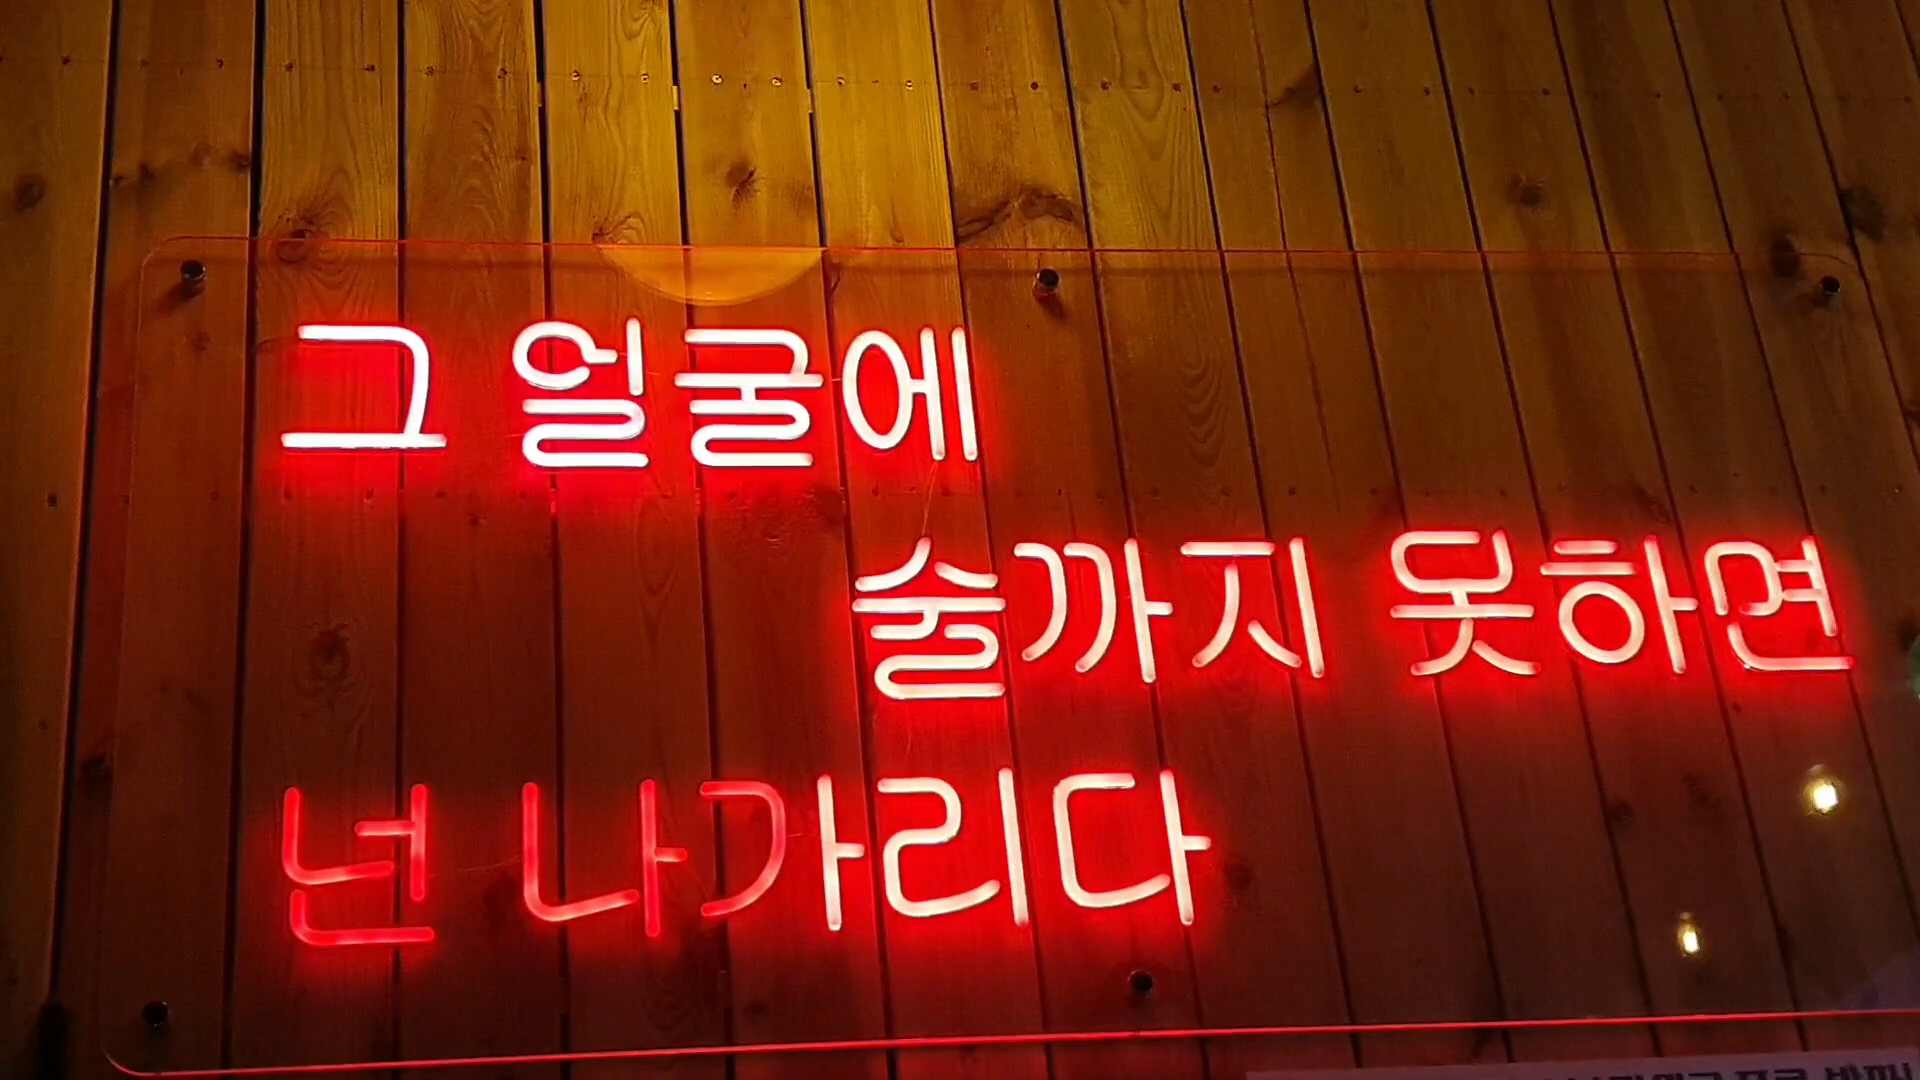 그 얼굴에
술까지 못하면
넌 나가리다